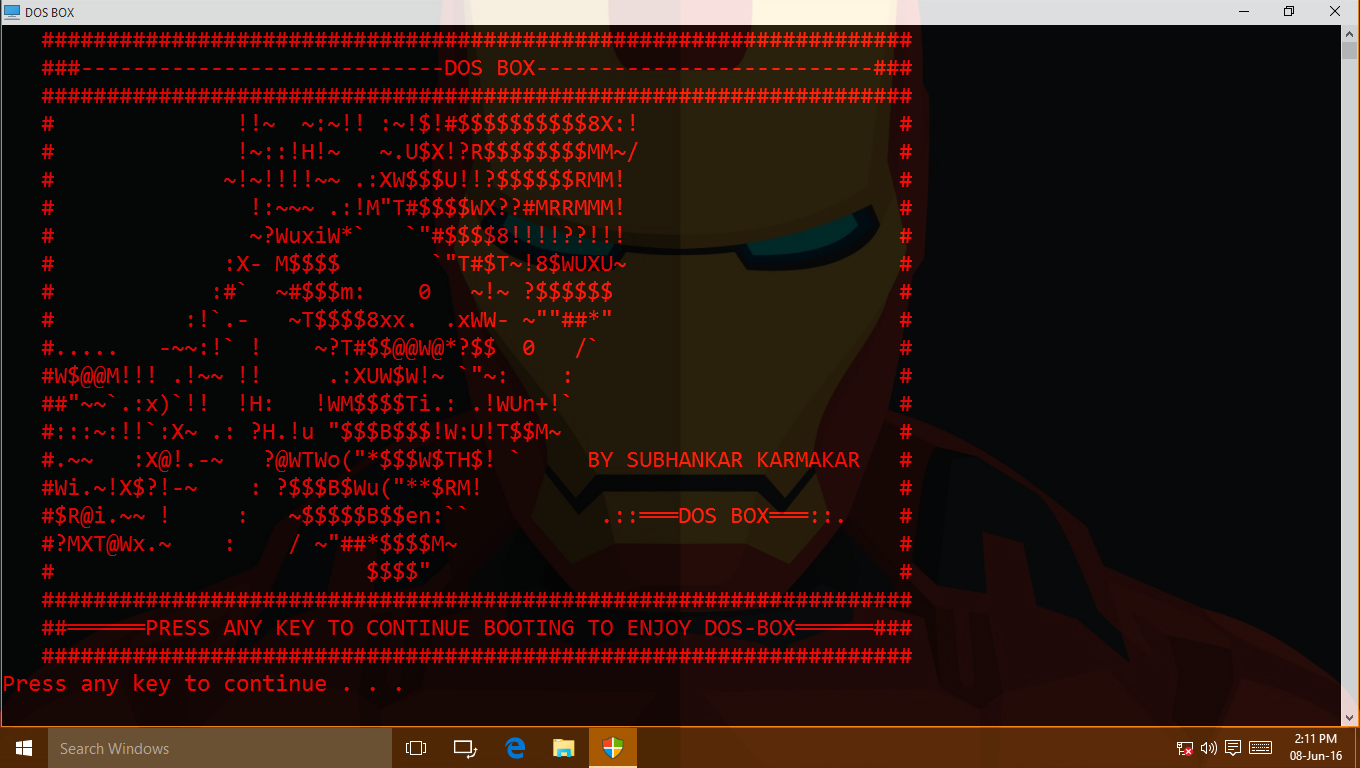 DOS BOX
######################################################################
###----------------------------DOS BOX--------------------------###
######################################################################
#              !!~  ~:~!! :~!$!#$$$$$$$$$$8X:!                    #
#              !~::!H!~   ~.U$X!?R$$$$$$$$MM~/                    #
#             ~!~!!!!~~ .:XW$$$U!!?$$$$$$RMM!                     #
#               !:~~~ .:!M"T#$$$$WX??#MRRMMM!                     #
#               ~?WuxiW*`   `"#$$$$8!!!!??!!!                     #
#             :X- M$$$$       `"T#$T~!8$WUXU~                     #
#            :#`  ~#$$$m:    0   ~!~ ?$$$$$$                      #
#          :!`.-   ~T$$$$8xx.  .xWW- ~""##*"                      #
#.....   -~~:!` !    ~?T#$$@@W@*?$$  0   /`                       #
#W$@@M!!! .!~~ !!     .:XUW$W!~ `"~:    :                         #
##"~~`.:x)`!!  !H:   !WM$$$$Ti.: .!WUn+!`                         #
#:::~:!!`:X~ .: ?H.!u "$$$B$$$!W:U!T$$M~                          #
#.~~   :X@!.-~   ?@WTWo("*$$$W$TH$! `     BY SUBHANKAR KARMAKAR   #
#Wi.~!X$?!-~    : ?$$$B$Wu("**$RM!                                #
#$R@i.~~ !     :   ~$$$$$B$$en:``          .::═══DOS BOX═══::.    #
#?MXT@Wx.~    :    / ~"##*$$$$M~                                  #
#                        $$$$"                                    #
######################################################################
##══════PRESS ANY KEY TO CONTINUE BOOTING TO ENJOY DOS-BOX══════###
######################################################################
Press any key to continue . . .
Search Windows
2:11 PM
08-Jun-16